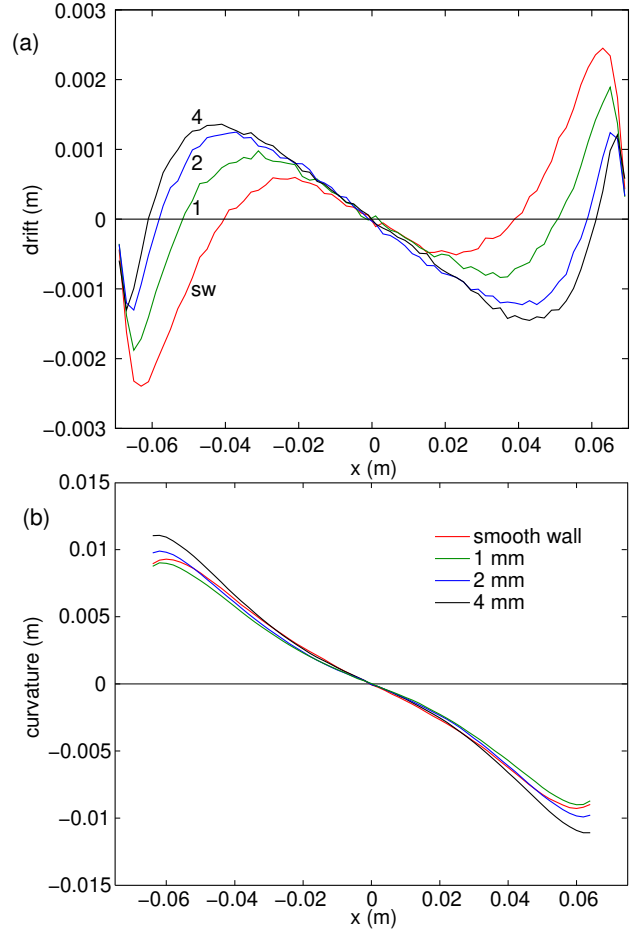 (a)
0.003
0.002
0.001
0
−0.001
−0.002
−0.003
drift (m)
4
2
1
sw
−0.06 −0.04 −0.02 0 0.02 0.04 0.06
x (m)
(b)
0.015
0.01
0.005
0
−0.005
−0.01
−0.015
curvature (m)
smooth wall
1 mm
2 mm
4 mm
−0.06 −0.04 −0.02 0 0.02 0.04 0.06
x (m)